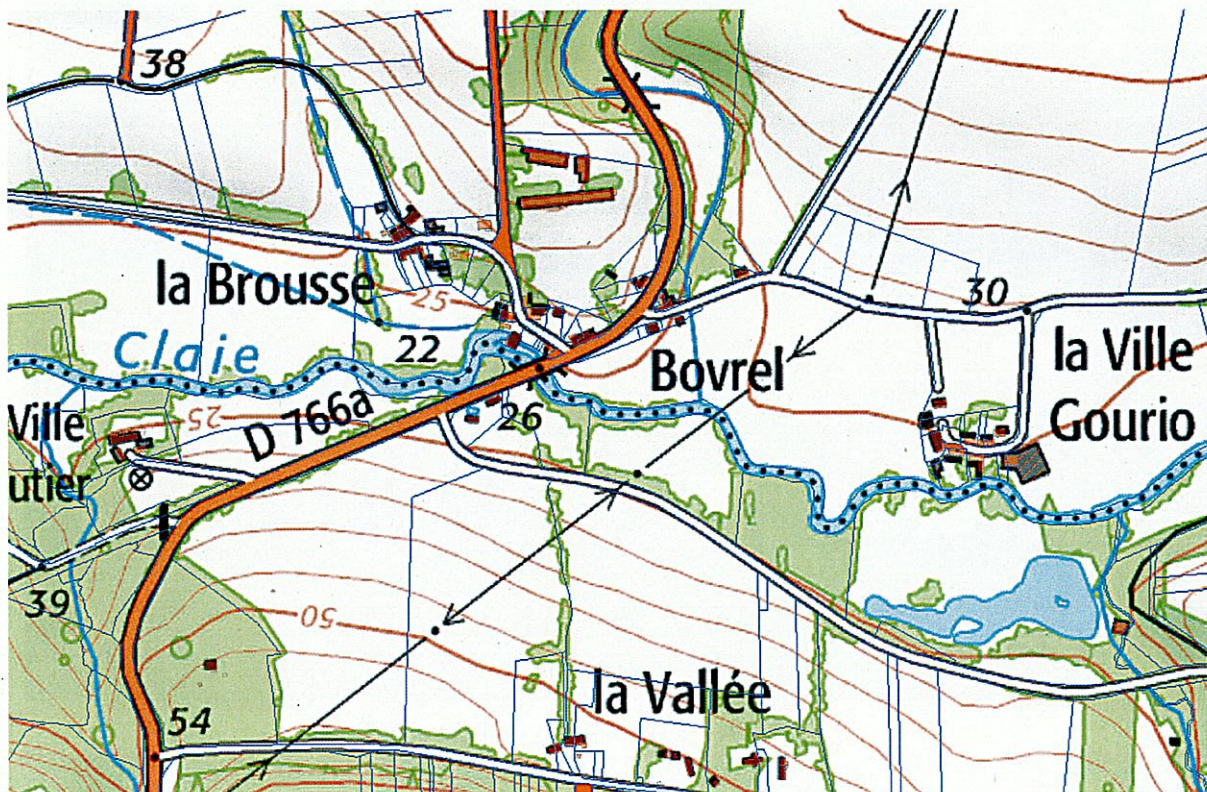 38
la Brousse
25
30
Claie
22
Bovrel
la Ville
Gourio
25
Ville
utier
D 766a
26
39
50
la Vallée
54